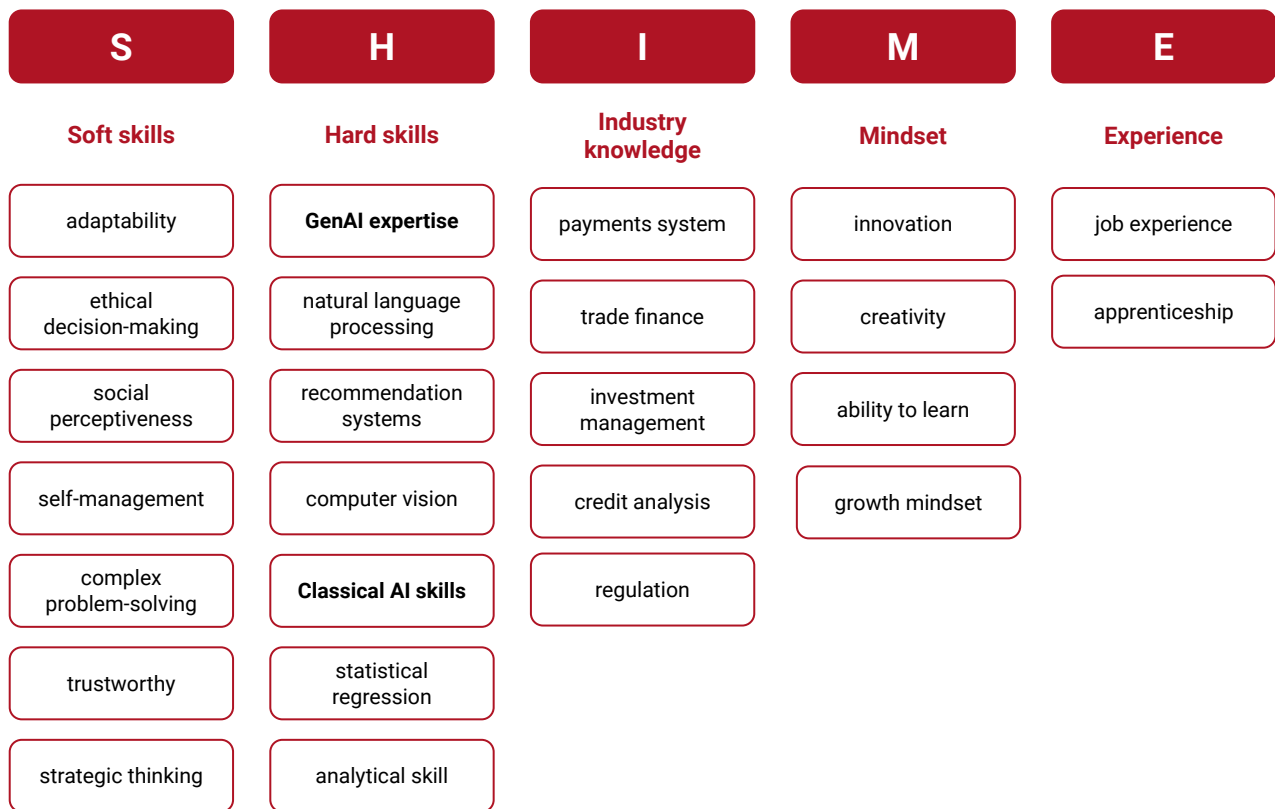 S
H
I
M
E
Soft skills
Hard skills
Industry
knowledge
Mindset
Experience
adaptability
ethical
decision-making
social
perceptiveness
self-management
complex
problem-solving
trustworthy
strategic thinking
GenAI expertise
natural language
processing
recommendation
systems
computer vision
Classical AI skills
statistical
regression
analytical skill
payments system
trade finance
investment
management
credit analysis
regulation
innovation
creativity
ability to learn
growth mindset
job experience
apprenticeship